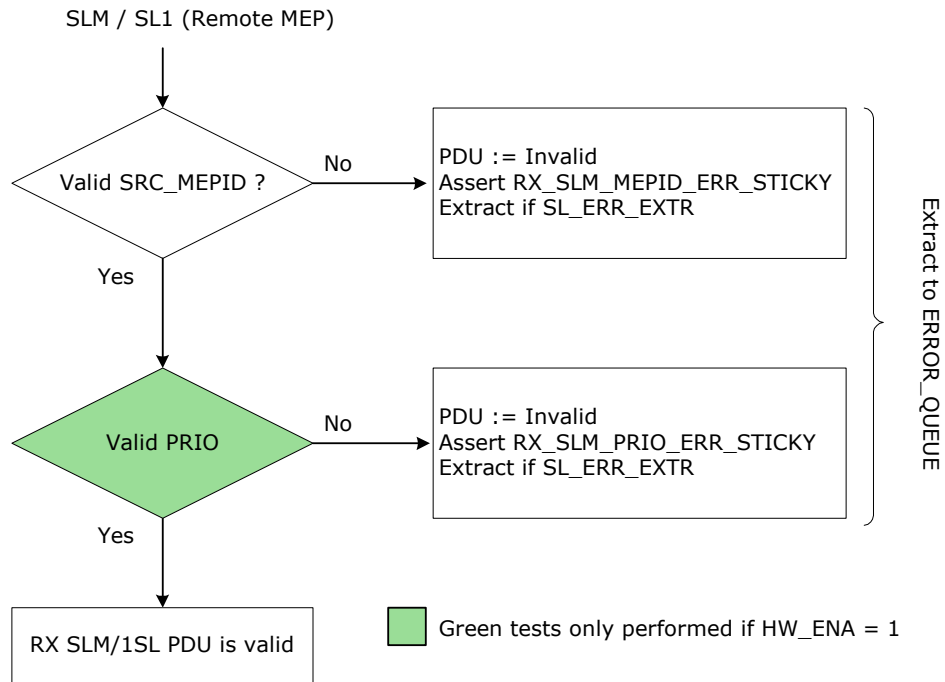 SLM / SL1 (Remote MEP)
Valid SRC_MEPID ?
No
PDU := Invalid
Assert RX_SLM_MEPID_ERR_STICKY
Extract if SL_ERR_EXTR
Yes
Extract to ERROR_QUEUE
Valid PRIO
No
PDU := Invalid
Assert RX_SLM_PRIO_ERR_STICKY
Extract if SL_ERR_EXTR
Yes
RX SLM/1SL PDU is valid
Green tests only performed if HW_ENA = 1